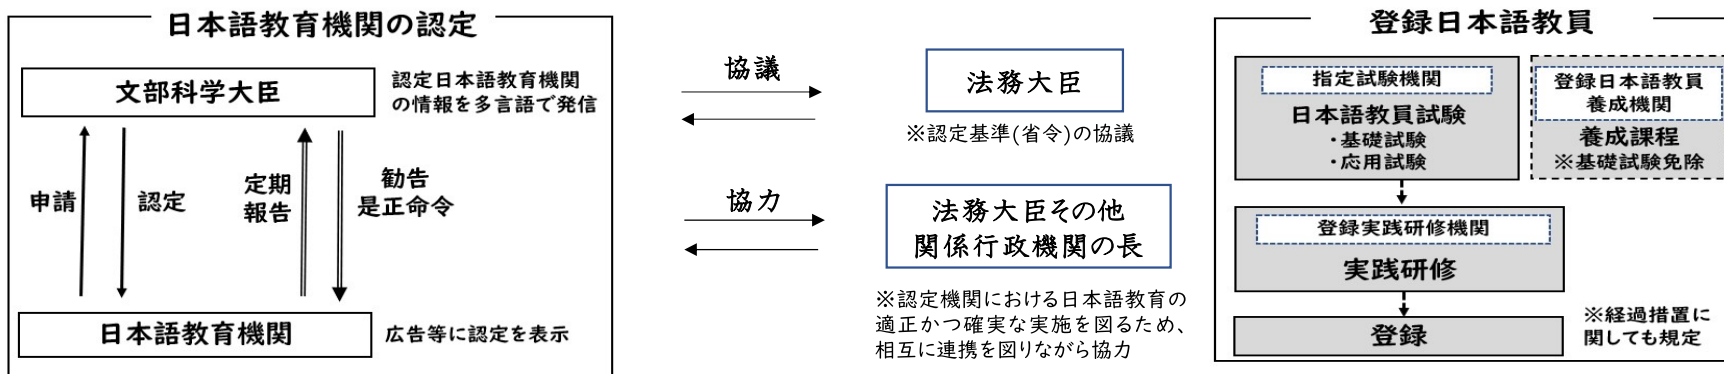 日本語教育機関の認定
文部科学大臣
認定日本語教育機関
の情報を多言語で発信
申請
認定
定期
報告
勧告
是正命令
日本語教育機関
広告等に認定を表示
協議
法務大臣
※認定基準(省令)の協議
協力
法務大臣その他
関係行政機関の長
※認定機関における日本語教育の
適正かつ確実な実施を図るため、
相互に連携を図りながら協力
登録日本語教員
指定試験機関
日本語教員試験
・基礎試験
・応用試験
登録日本語教員
養成機関
養成課程
※基礎試験免除
登録実践研修機関
実践研修
登録
※経過措置に
関しても規定